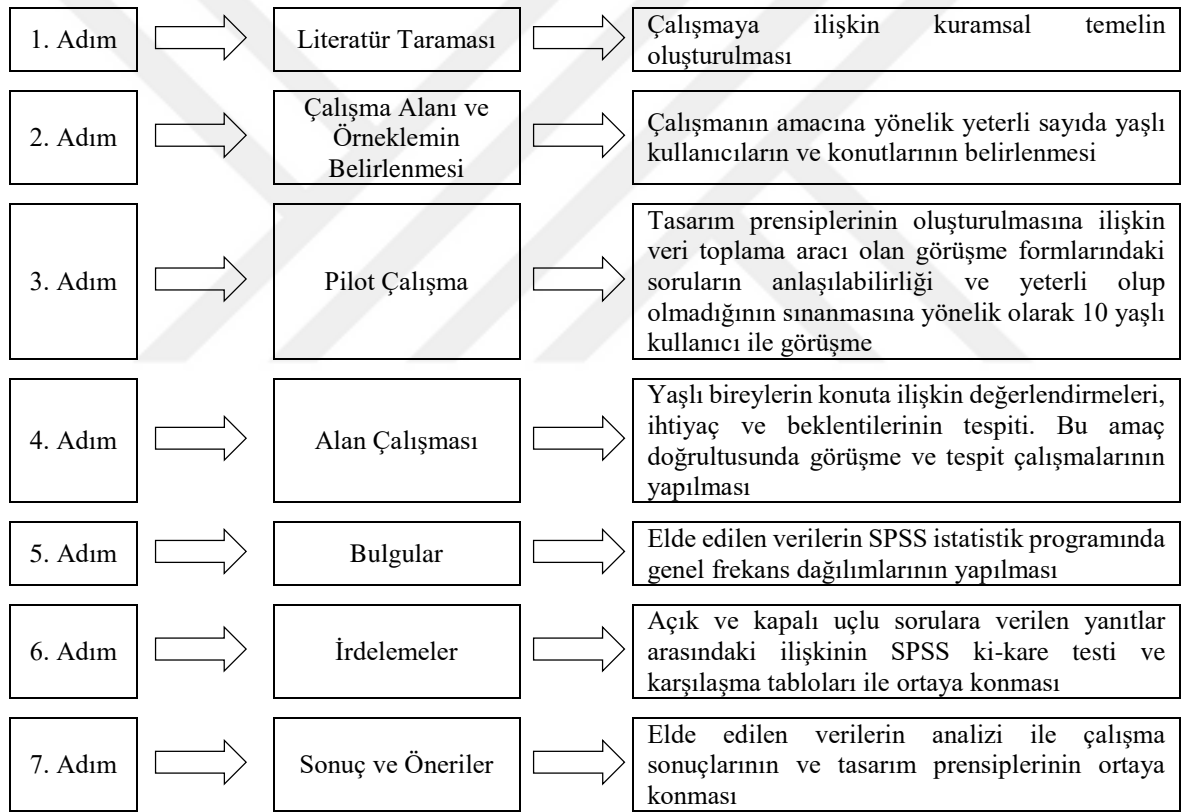 1. Adım
Literatür Taraması
Çalışmaya ilişkin kuramsal temelin
oluşturulması
2. Adım
Çalışma Alanı ve
Örneklemin
Belirlenmesi
Çalışmanın amacına yönelik yeterli sayıda yaşlı
kullanıcıların ve konutlarının belirlenmesi
3. Adım
Pilot Çalışma
Tasarım prensiplerinin oluşturulmasına ilişkin
veri toplama aracı olan görüşme formlarındaki
soruların anlaşılabilirliği ve yeterli olup
olmadığının sınanmasına yönelik olarak 10 yaşlı
kullanıcı ile görüşme
4. Adım
Alan Çalışması
Yaşlı bireylerin konuta ilişkin değerlendirmeleri,
ihtiyaç ve beklentilerinin tespiti. Bu amaç
doğrultusunda görüşme ve tespit çalışmalarının
yapılması
5. Adım
Bulgular
Elde edilen verilerin SPSS istatistik programında
genel frekans dağılımlarının yapılması
6. Adım
İrdelemeler
Açık ve kapalı uçlu sorulara verilen yanıtlar
arasındaki ilişkinin SPSS ki-kare testi ve
karşılaşma tabloları ile ortaya konması
7. Adım
Sonuç ve Öneriler
Elde edilen verilerin analizi ile çalışma
sonuçlarının ve tasarım prensiplerinin ortaya
konması